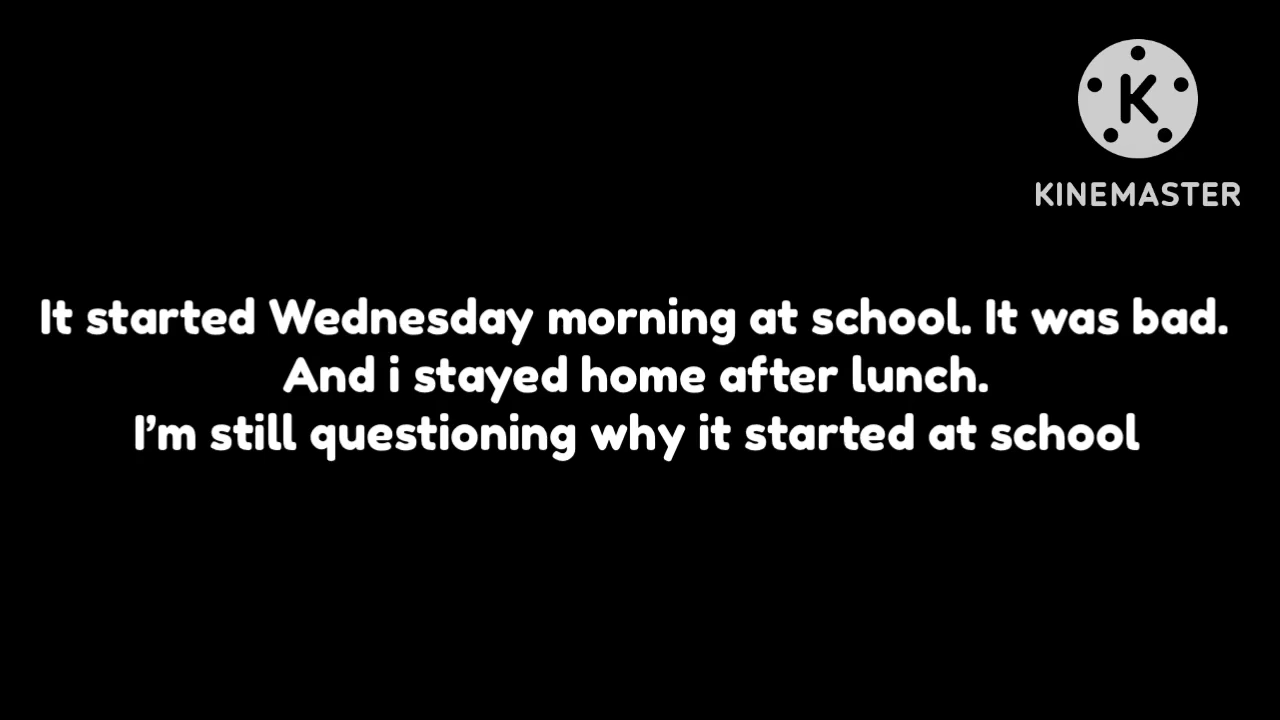 K
KINEMASTER
It started Wednesday morning at school. It was bad.
And i stayed home after lunch.
I'm still questioning why it started at school